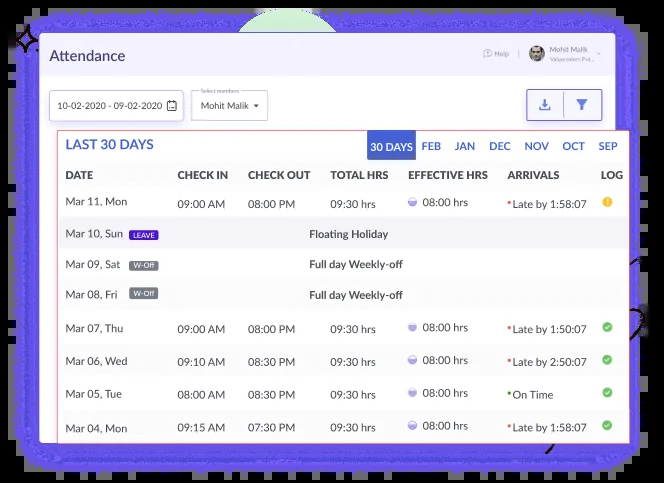 Attendance
Help
Mohit Malik
Select members
10-02-2020 - 09-02-2020
Mohit Malik
LAST 30 DAYS
30 DAYS FEB JAN DEC NOV OCT SEP
DATE CHECK IN CHECK OUT TOTAL HRS EFFECTIVE HRS ARRIVALS LOG
Mar 11, Mon 09:00 AM 08:00 PM 09:30 hrs 08:00 hrs Late by 1:58:07
Mar 10, Sun LEAVE Floating Holiday
Mar 09, Sat W-Off Full day Weekly-off
Mar 08, Fri W-Off Full day Weekly-off
Mar 07, Thu 09:00 AM 08:00 PM 09:30 hrs 08:00 hrs Late by 1:50:07
Mar 06, Wed 09:10 AM 08:30 PM 09:30 hrs 08:00 hrs Late by 2:50:07
Mar 05, Tue 08:00 AM 08:30 PM 09:30 hrs 08:00 hrs On Time
Mar 04, Mon 09:15 AM 07:30 PM 09:30 hrs 08:00 hrs Late by 1:58:07